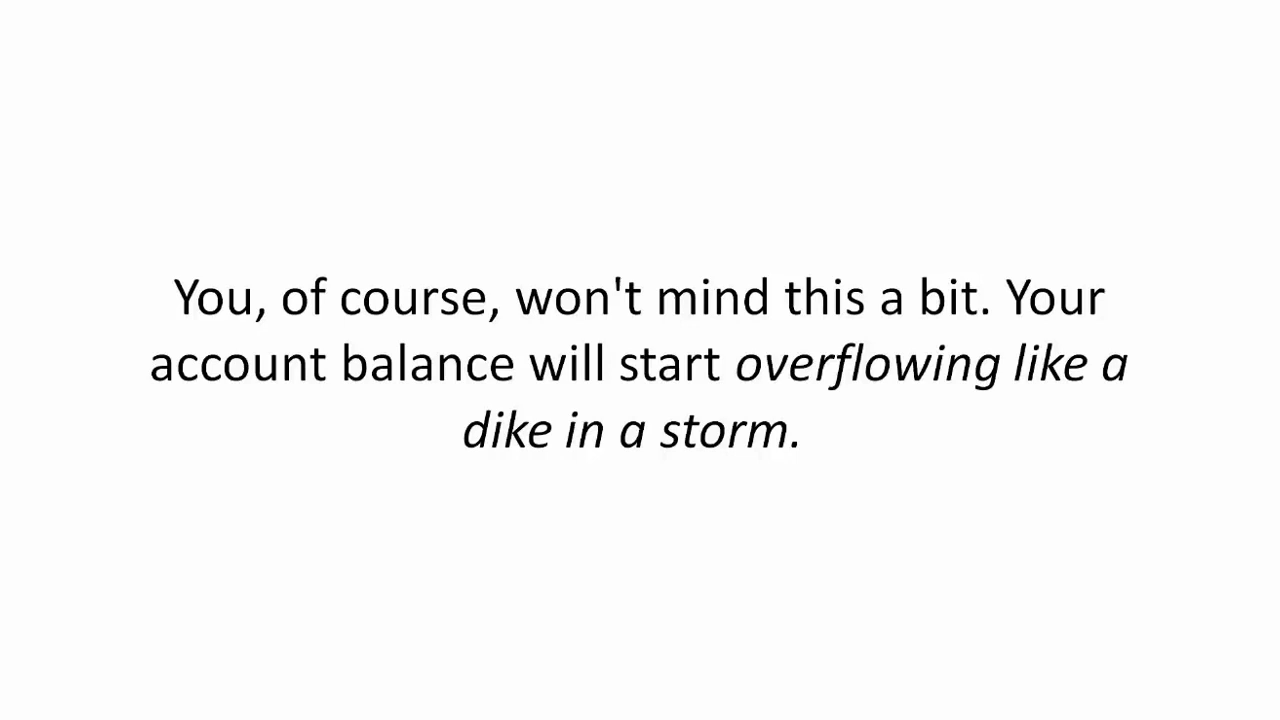 You, of course, won't mind this a bit. Your
account balance will start overflowing like a
dike in a storm.